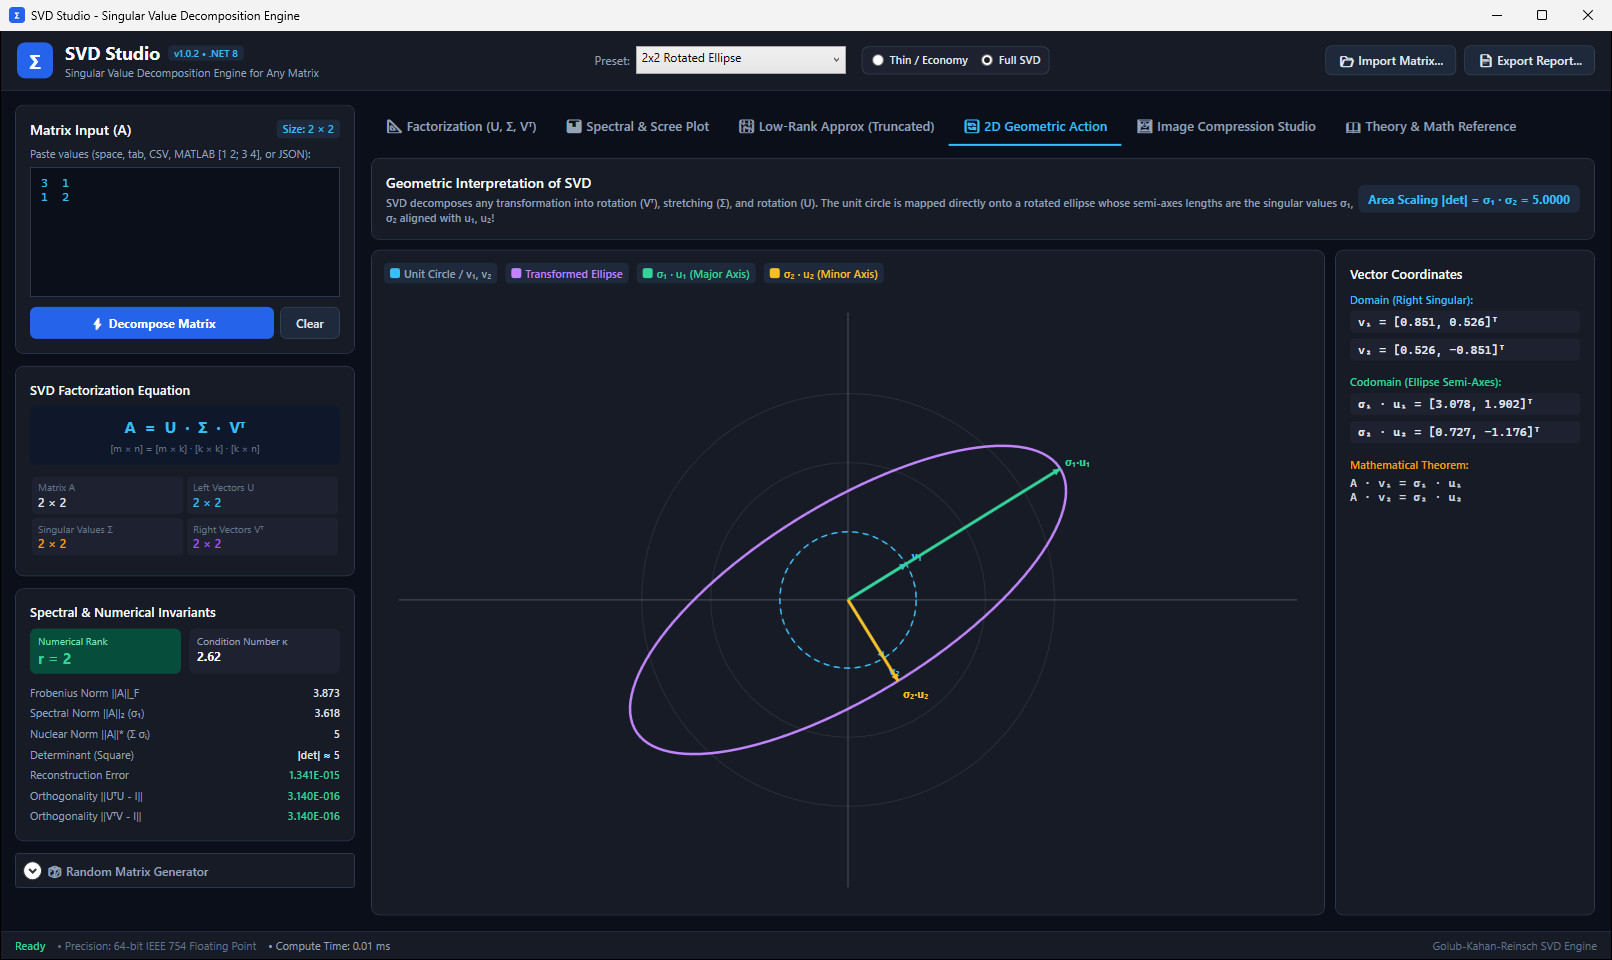 SVD Studio - Singular Value Decomposition Engine
Σ
SVD Studio
v1.0.2 • .NET 8
Singular Value Decomposition Engine for Any Matrix
Preset:
2x2 Rotated Ellipse
Thin / Economy
Full SVD
Import Matrix...
Export Report...
Matrix Input (A)
Size: 2 × 2
Paste values (space, tab, CSV, MATLAB [1 2; 3 4], or JSON):
3 1
1 2
Decompose Matrix
Clear
SVD Factorization Equation
A = U · Σ · Vᵀ
[m × n] = [m × k] · [k × k] · [k × n]
Matrix A
2 × 2
Left Vectors U
2 × 2
Singular Values Σ
2 × 2
Right Vectors Vᵀ
2 × 2
Spectral & Numerical Invariants
Numerical Rank
r = 2
Condition Number κ
2.62
Frobenius Norm ||A||_F
3.873
Spectral Norm ||A||₂ (σ₁)
3.618
Nuclear Norm ||A||* (Σ σᵢ)
5
Determinant (Square)
|det| ≈ 5
Reconstruction Error
1.341E-015
Orthogonality ||UᵀU - I||
3.140E-016
Orthogonality ||VᵀV - I||
3.140E-016
Random Matrix Generator
Factorization (U, Σ, Vᵀ)
Spectral & Scree Plot
Low-Rank Approx (Truncated)
2D Geometric Action
Image Compression Studio
Theory & Math Reference
Geometric Interpretation of SVD
SVD decomposes any transformation into rotation (Vᵀ), stretching (Σ), and rotation (U). The unit circle is mapped directly onto a rotated ellipse whose semi-axes lengths are the singular values σ₁,
σ₂ aligned with u₁, u₂!
Area Scaling |det| = σ₁ · σ₂ = 5.0000
Unit Circle / v₁, v₂
Transformed Ellipse
σ₁ · u₁ (Major Axis)
σ₂ · u₂ (Minor Axis)
σ₁·u₁
v₁
σ₂·u₂
Vector Coordinates
Domain (Right Singular):
v₁ = [0.851, 0.526]ᵀ
v₂ = [0.526, −0.851]ᵀ
Codomain (Ellipse Semi-Axes):
σ₁ · u₁ = [3.078, 1.902]ᵀ
σ₂ · u₂ = [0.727, −1.176]ᵀ
Mathematical Theorem:
A · v₁ = σ₁ · u₁
A · v₂ = σ₂ · u₂
Ready
• Precision: 64-bit IEEE 754 Floating Point
• Compute Time: 0.01 ms
Golub-Kahan-Reinsch SVD Engine